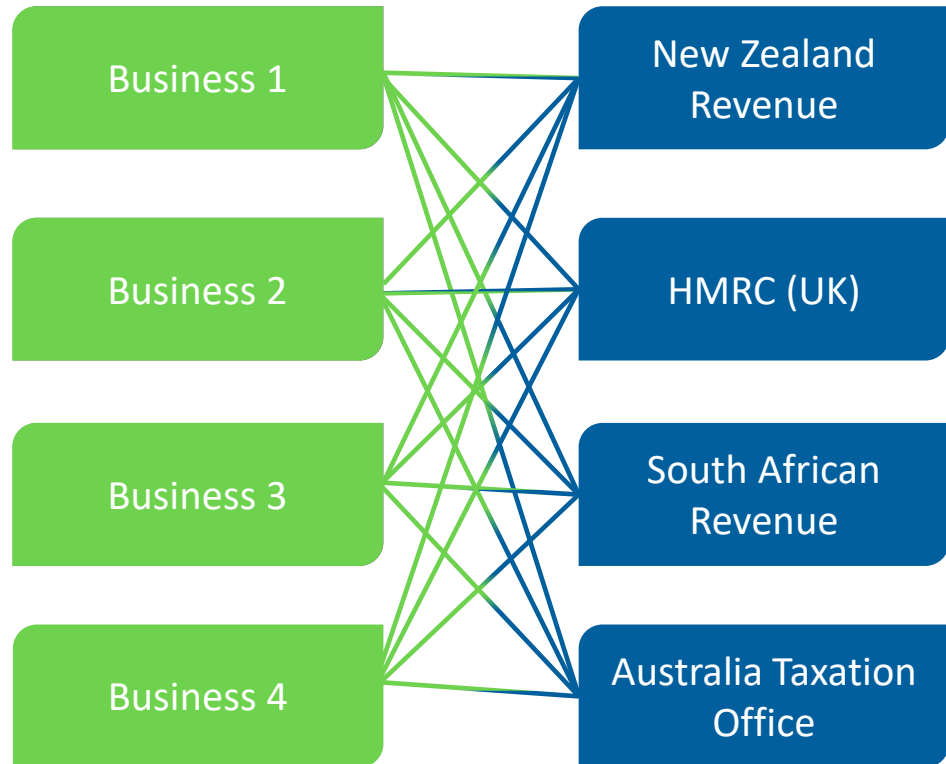 Business 1
New Zealand
Revenue
Business 2
HMRC (UK)
Business 3
South African
Revenue
Business 4
Australia Taxation
Office